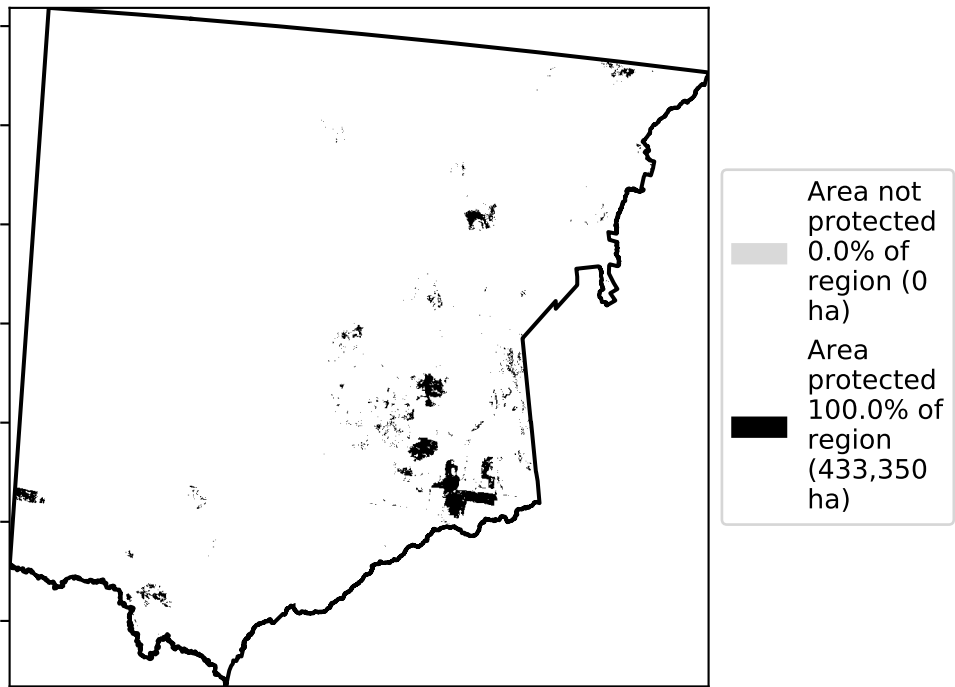 Area not
protected
0.0% of
region (0
ha)
Area
protected
100.0% of
region
(433,350
ha)